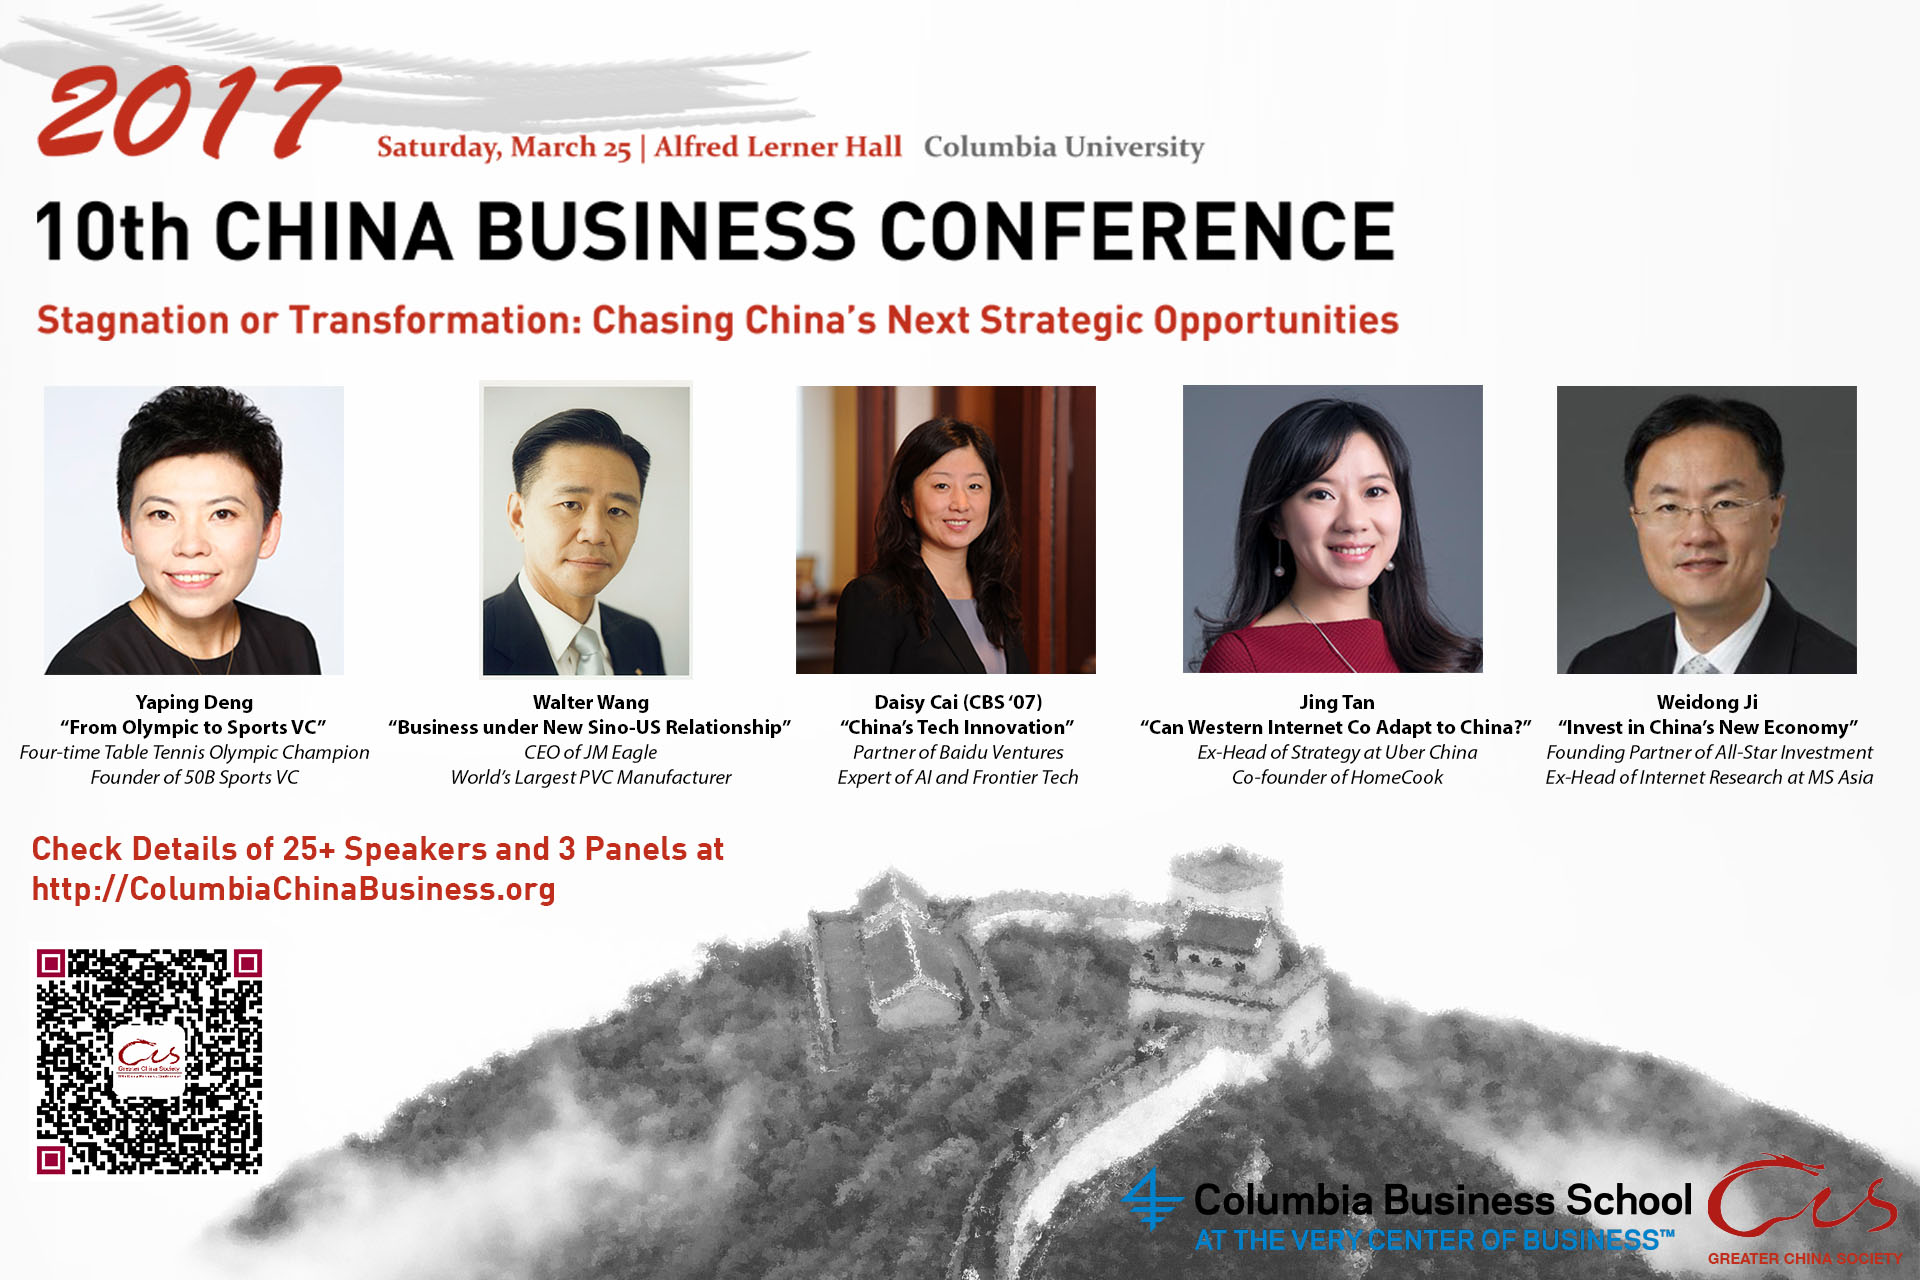 2017
Saturday, March 25 | Alfred Lerner Hall Columbia University
10th CHINA BUSINESS CONFERENCE
Stagnation or Transformation: Chasing China's Next Strategic Opportunities
Yaping Deng
“From Olympic to Sports VC”
Four-time Table Tennis Olympic Champion
Founder of 50B Sports VC
Walter Wang
“Business under New Sino-US Relationship”
CEO of JM Eagle
World’s Largest PVC Manufacturer
Daisy Cai (CBS ‘07)
“China’s Tech Innovation”
Partner of Baidu Ventures
Expert of AI and Frontier Tech
Jing Tan
“Can Western Internet Co Adapt to China?”
Ex-Head of Strategy at Uber China
Co-founder of HomeCook
Weidong Ji
“Invest in China’s New Economy”
Founding Partner of All-Star Investment
Ex-Head of Internet Research at MS Asia
Check Details of 25+ Speakers and 3 Panels at
http://ColumbiaChinaBusiness.org
Greater China Society
Columbia Business School
AT THE VERY CENTER OF BUSINESS™
GREATER CHINA SOCIETY